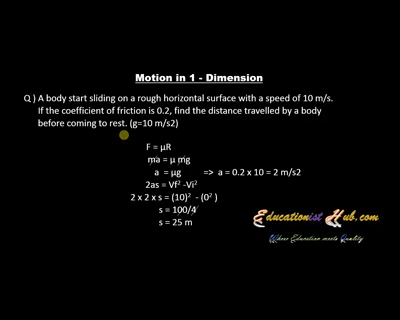 Motion in 1 - Dimension
Q ) A body start sliding on a rough horizontal surface with a speed of 10 m/s.
If the coefficient of friction is 0.2, find the distance travelled by a body
before coming to rest. (g=10 m/s2)
F = μR
ma = μ mg
a = μg => a = 0.2 x 10 = 2 m/s2
2as = Vf² -Vi²
2 x 2 x s = (10)² - (0² )
s = 100/4
s = 25 m
Educationist Hub.com
Where Education meets Quality